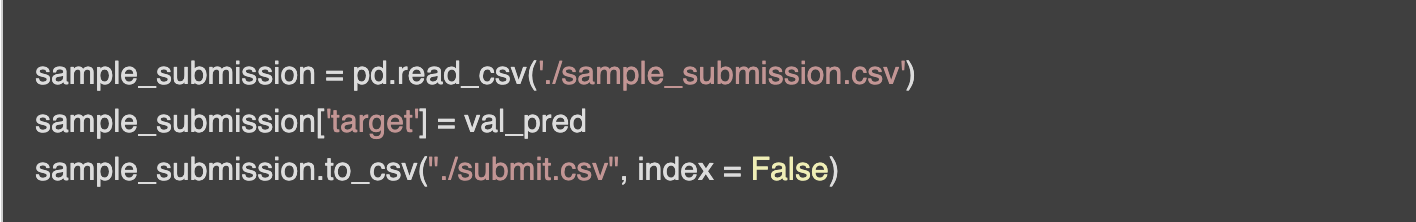 sample_submission = pd.read_csv('./sample_submission.csv')
sample_submission['target'] = val_pred
sample_submission.to_csv("./submit.csv", index = False)